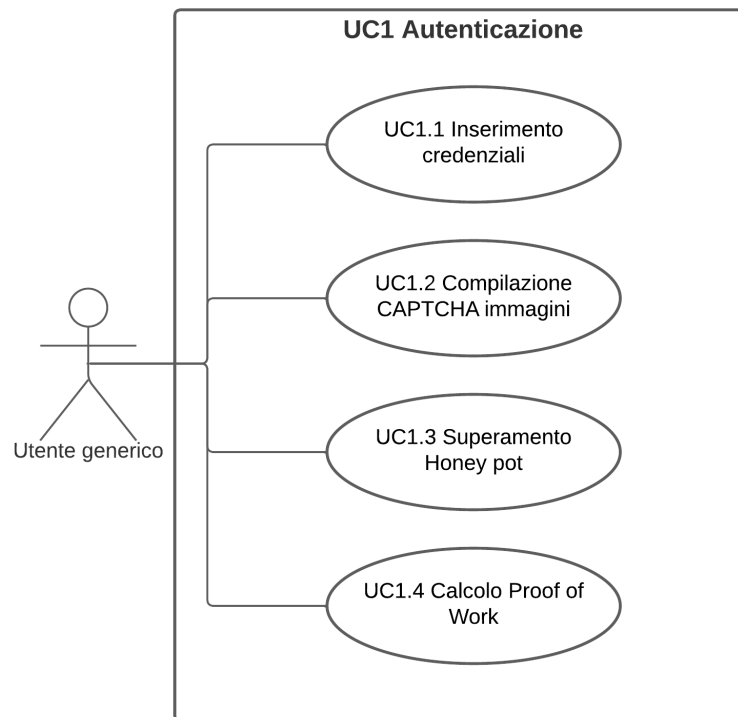 UC1 Autenticazione
UC1.1 Inserimento
credenziali
UC1.2 Compilazione
CAPTCHA immagini
UC1.3 Superamento
Honey pot
UC1.4 Calcolo Proof of
Work
Utente generico